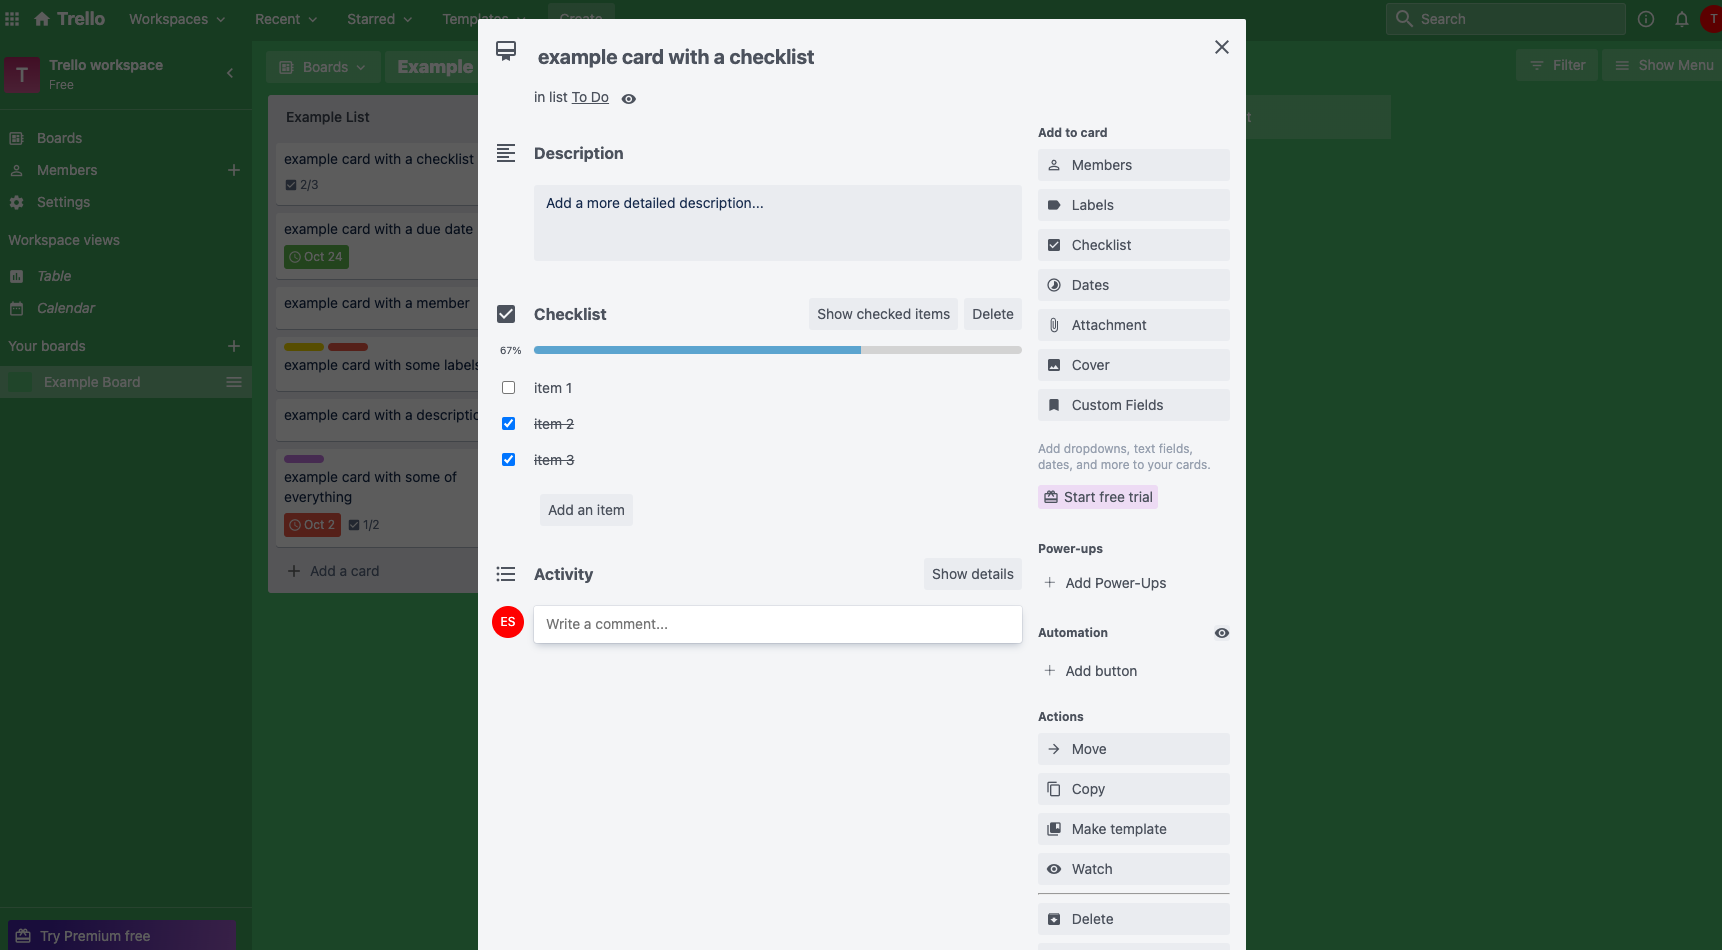 Trello
Workspaces
Recent
Starred
Templates
Create
Search
T
T
Trello workspace
Free
Boards
Members
Settings
Workspace views
Table
Calendar
Your boards
Example Board
Try Premium free
Boards
Example
Filter
Show Menu
Example List
example card with a checklist
2/3
example card with a due date
Oct 24
example card with a member
example card with some labels
example card with a descriptio
example card with some of
everything
Oct 2
1/2
Add a card
example card with a checklist
in list To Do
Description
Add a more detailed description...
Checklist
Show checked items
Delete
67%
item 1
item 2
item 3
Add an item
Activity
Show details
ES
Write a comment...
Add to card
Members
Labels
Checklist
Dates
Attachment
Cover
Custom Fields
Add dropdowns, text fields,
dates, and more to your cards.
Start free trial
Power-ups
Add Power-Ups
Automation
Add button
Actions
Move
Copy
Make template
Watch
Delete